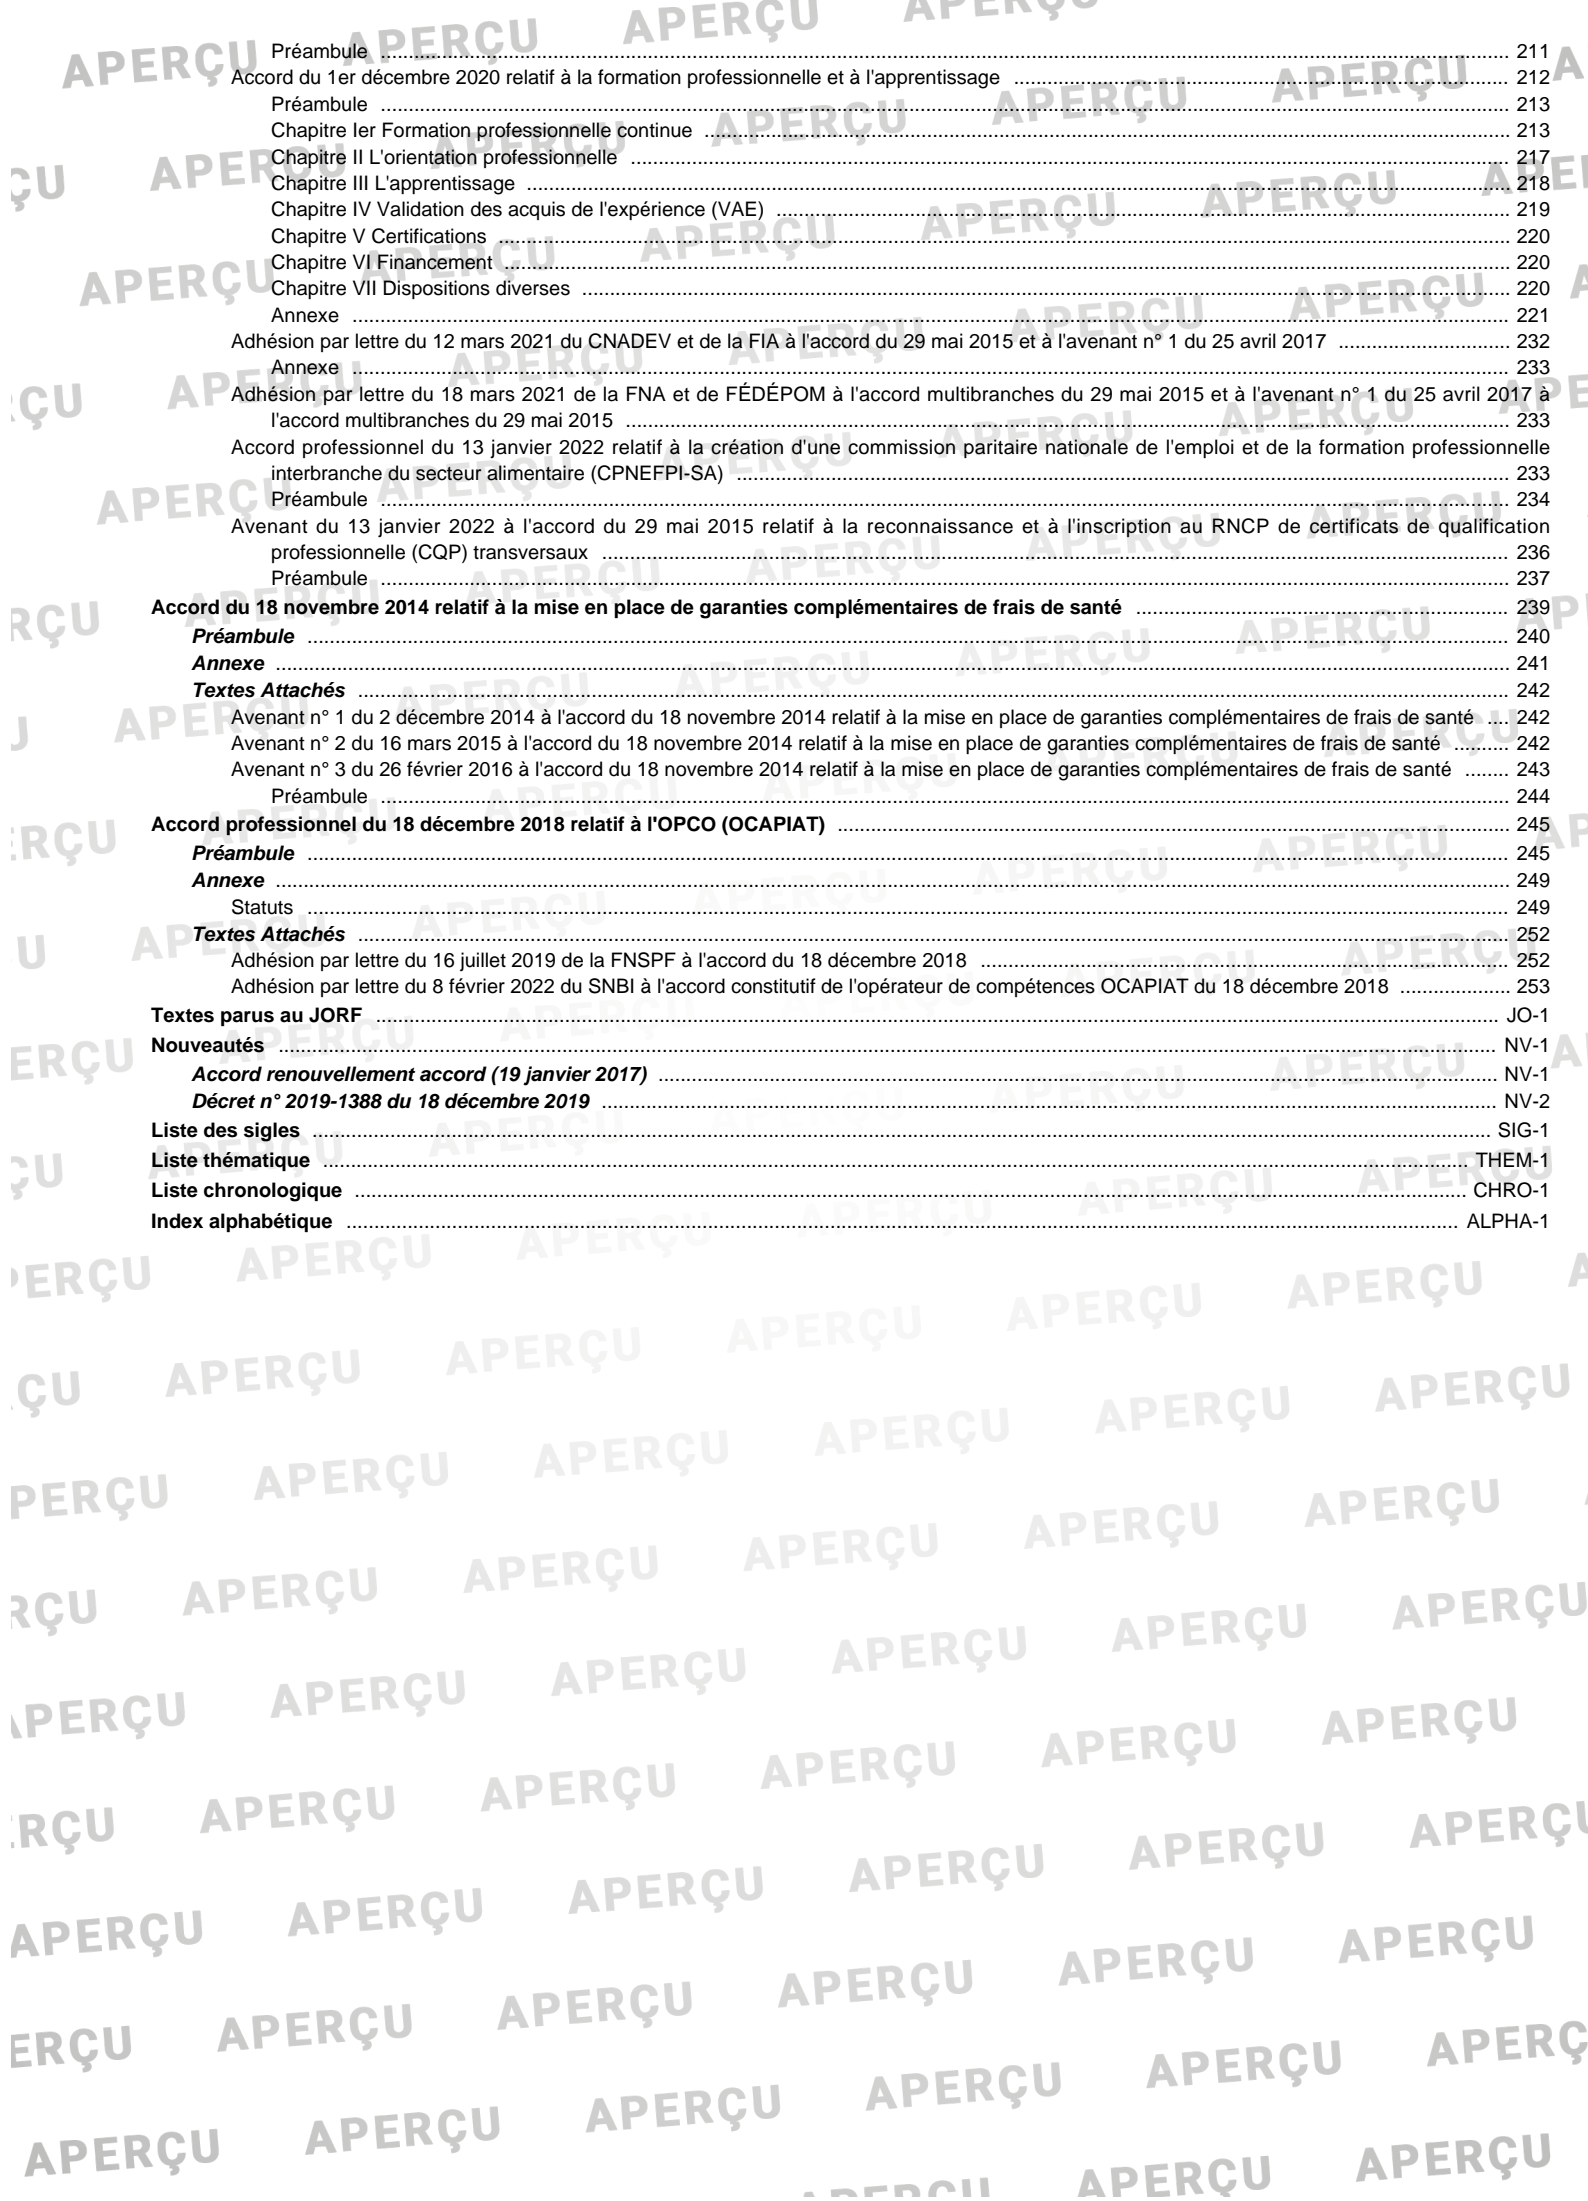 Préambule 211
Accord du 1er décembre 2020 relatif à la formation professionnelle et à l'apprentissage 212
Préambule 213
Chapitre Ier Formation professionnelle continue 213
Chapitre II L'orientation professionnelle 217
Chapitre III L'apprentissage 218
Chapitre IV Validation des acquis de l'expérience (VAE) 219
Chapitre V Certifications 220
Chapitre VI Financement 220
Chapitre VII Dispositions diverses 220
Annexe 221
Adhésion par lettre du 12 mars 2021 du CNADEV et de la FIA à l'accord du 29 mai 2015 et à l'avenant n° 1 du 25 avril 2017 232
Annexe 233
Adhésion par lettre du 18 mars 2021 de la FNA et de FÉDÉPOM à l'accord multibranches du 29 mai 2015 et à l'avenant n° 1 du 25 avril 2017 à
l'accord multibranches du 29 mai 2015 233
Accord professionnel du 13 janvier 2022 relatif à la création d'une commission paritaire nationale de l'emploi et de la formation professionnelle
interbranche du secteur alimentaire (CPNEFPI-SA) 233
Préambule 234
Avenant du 13 janvier 2022 à l'accord du 29 mai 2015 relatif à la reconnaissance et à l'inscription au RNCP de certificats de qualification
professionnelle (CQP) transversaux 236
Préambule 237
Accord du 18 novembre 2014 relatif à la mise en place de garanties complémentaires de frais de santé 239
Préambule 240
Annexe 241
Textes Attachés 242
Avenant n° 1 du 2 décembre 2014 à l'accord du 18 novembre 2014 relatif à la mise en place de garanties complémentaires de frais de santé 242
Avenant n° 2 du 16 mars 2015 à l'accord du 18 novembre 2014 relatif à la mise en place de garanties complémentaires de frais de santé 242
Avenant n° 3 du 26 février 2016 à l'accord du 18 novembre 2014 relatif à la mise en place de garanties complémentaires de frais de santé 243
Préambule 244
Accord professionnel du 18 décembre 2018 relatif à l'OPCO (OCAPIAT) 245
Préambule 245
Annexe 249
Statuts 249
Textes Attachés 252
Adhésion par lettre du 16 juillet 2019 de la FNSPF à l'accord du 18 décembre 2018 252
Adhésion par lettre du 8 février 2022 du SNBI à l'accord constitutif de l'opérateur de compétences OCAPIAT du 18 décembre 2018 253
Textes parus au JORF JO-1
Nouveautés NV-1
Accord renouvellement accord (19 janvier 2017) NV-1
Décret n° 2019-1388 du 18 décembre 2019 NV-2
Liste des sigles SIG-1
Liste thématique THEM-1
Liste chronologique CHRO-1
Index alphabétique ALPHA-1
APERÇU